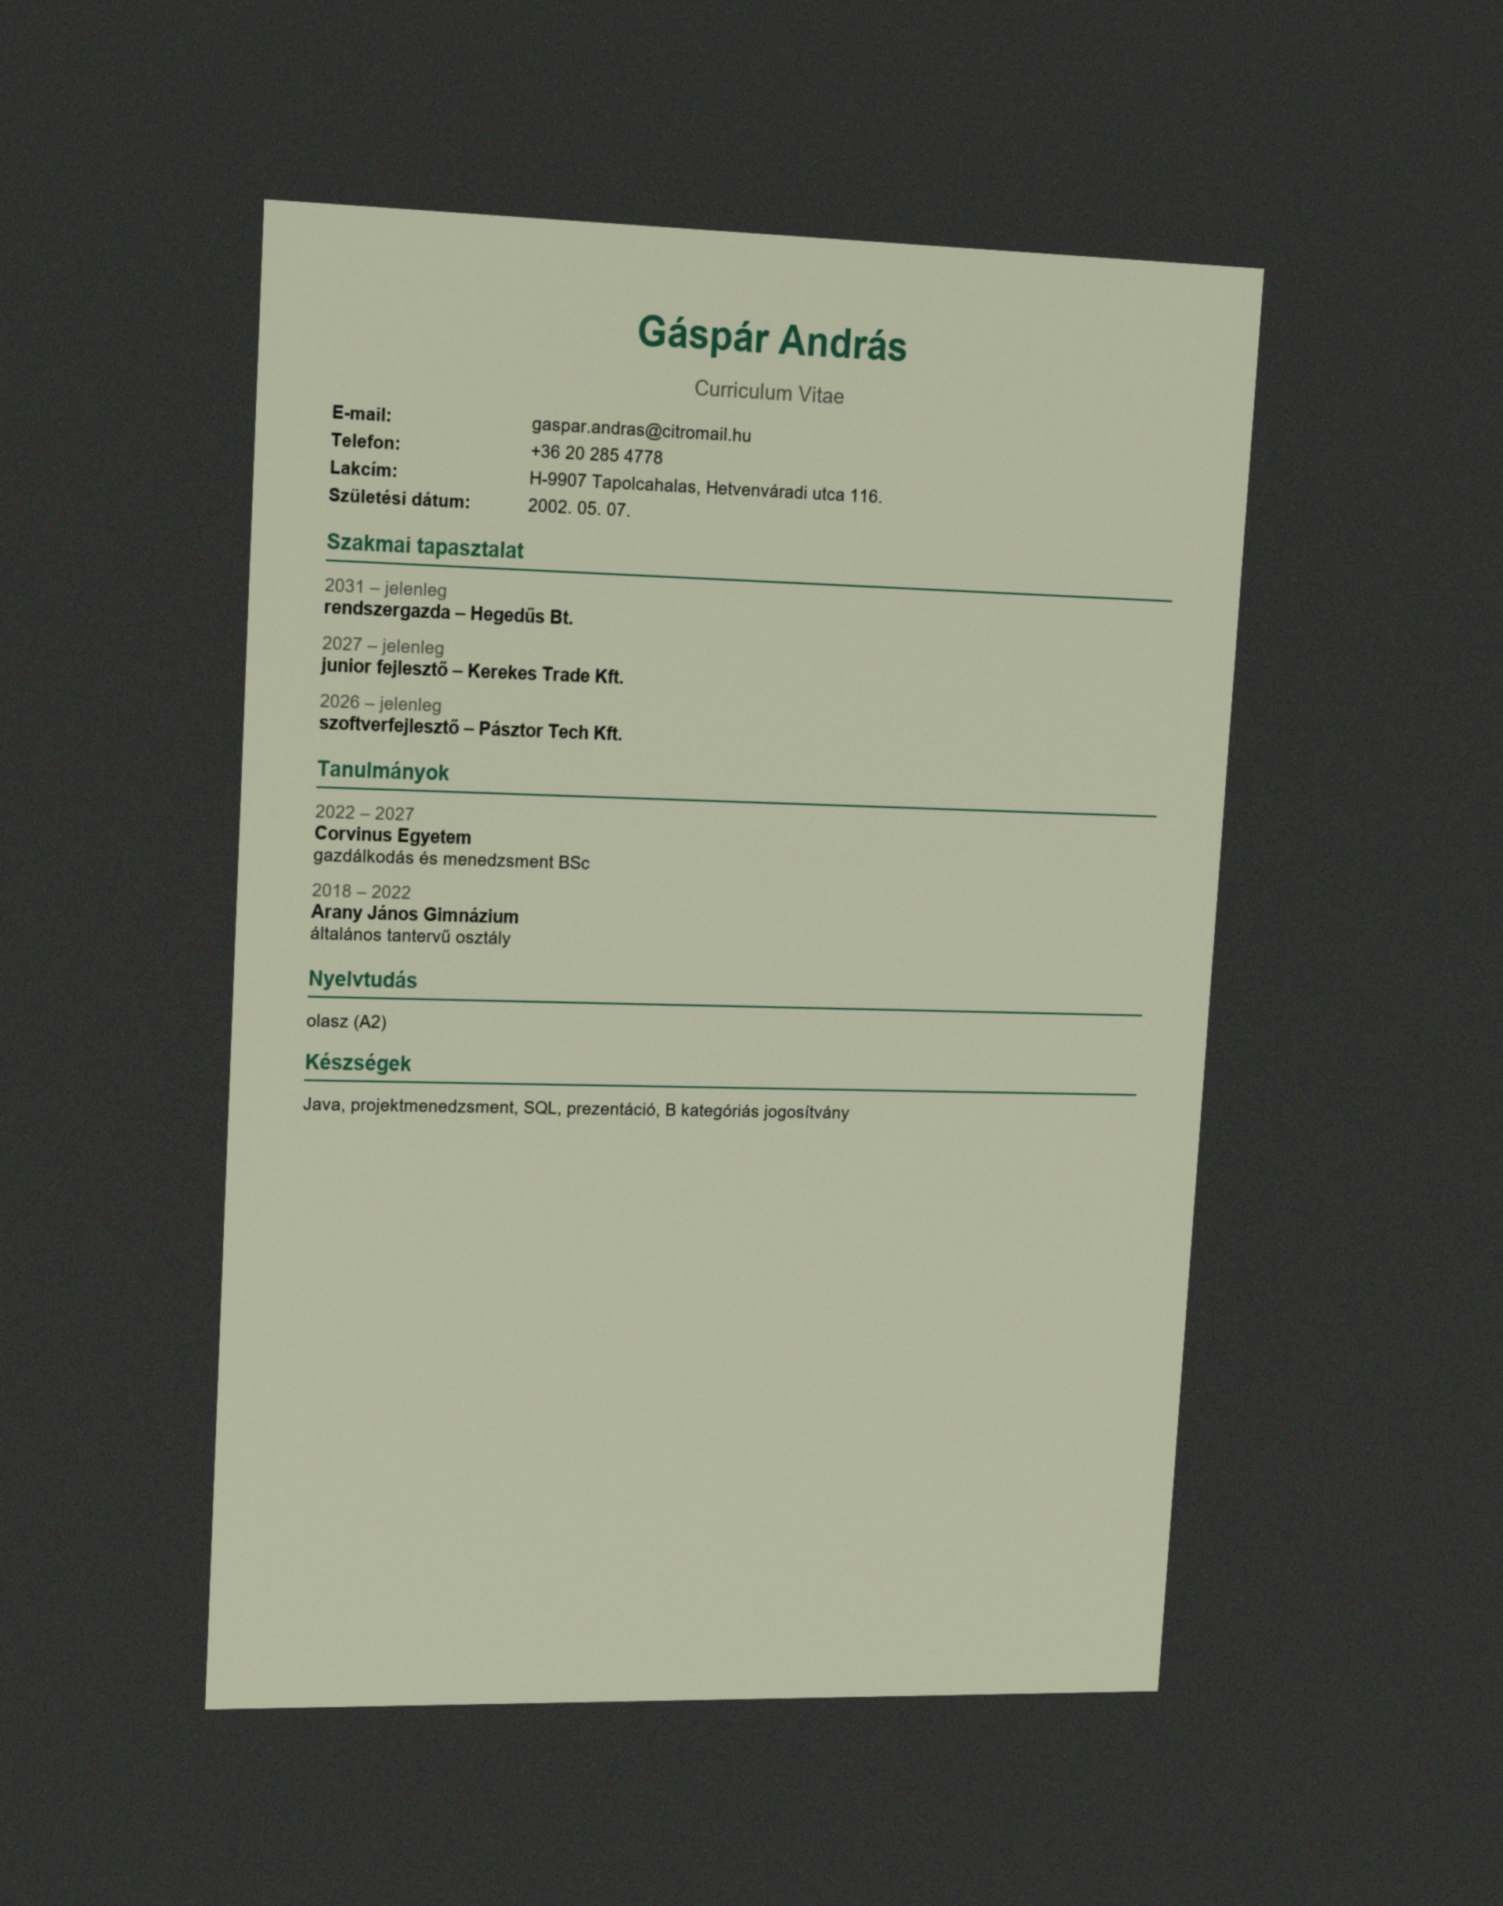 Gáspár András
Curriculum Vitae
E-mail: gaspar.andras@citromail.hu
Telefon: +36 20 285 4778
Lakcím: H-9907 Tapolcahalas, Hetvenváradi utca 116.
Születési dátum: 2002. 05. 07.
Szakmai tapasztalat
2031 – jelenleg
rendszergazda – Hegedűs Bt.
2027 – jelenleg
junior fejlesztő – Kerekes Trade Kft.
2026 – jelenleg
szoftverfejlesztő – Pásztor Tech Kft.
Tanulmányok
2022 – 2027
Corvinus Egyetem
gazdálkodás és menedzsment BSc
2018 – 2022
Arany János Gimnázium
általános tantervű osztály
Nyelvtudás
olasz (A2)
Készségek
Java, projektmenedzsment, SQL, prezentáció, B kategóriás jogosítvány